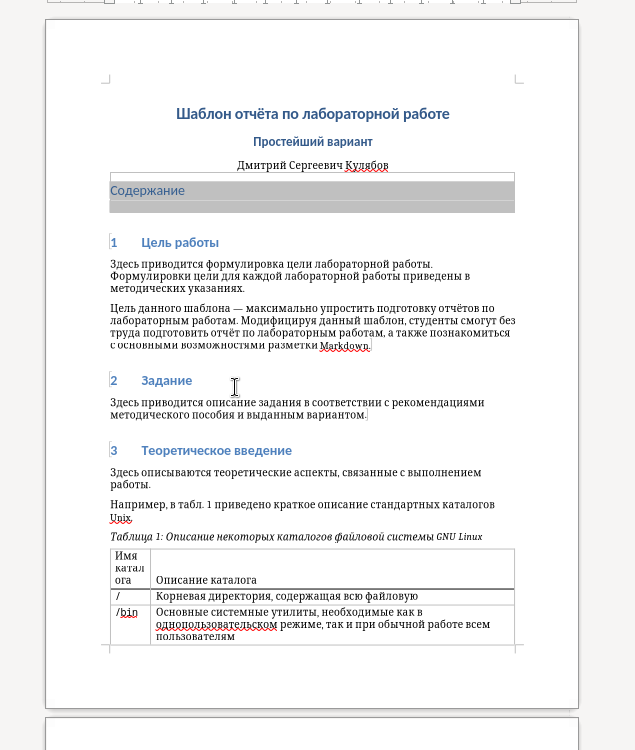 Шаблон отчёта по лабораторной работе
Простейший вариант
Дмитрий Сергеевич Кулябов
Содержание
1 Цель работы
Здесь приводится формулировка цели лабораторной работы.
Формулировки цели для каждой лабораторной работы приведены в
методических указаниях.
Цель данного шаблона — максимально упростить подготовку отчётов по
лабораторным работам. Модифицируя данный шаблон, студенты смогут без
труда подготовить отчёт по лабораторным работам, а также познакомиться
с основными возможностями разметки Markdown.
2 Задание
Здесь приводится описание задания в соответствии с рекомендациями
методического пособия и выданным вариантом.
3 Теоретическое введение
Здесь описываются теоретические аспекты, связанные с выполнением
работы.
Например, в табл. 1 приведено краткое описание стандартных каталогов
Unix.
Таблица 1: Описание некоторых каталогов файловой системы GNU Linux
Имя
катал
ога
Описание каталога
/ Корневая директория, содержащая всю файловую
/bin Основные системные утилиты, необходимые как в
однопользовательском режиме, так и при обычной работе всем
пользователям